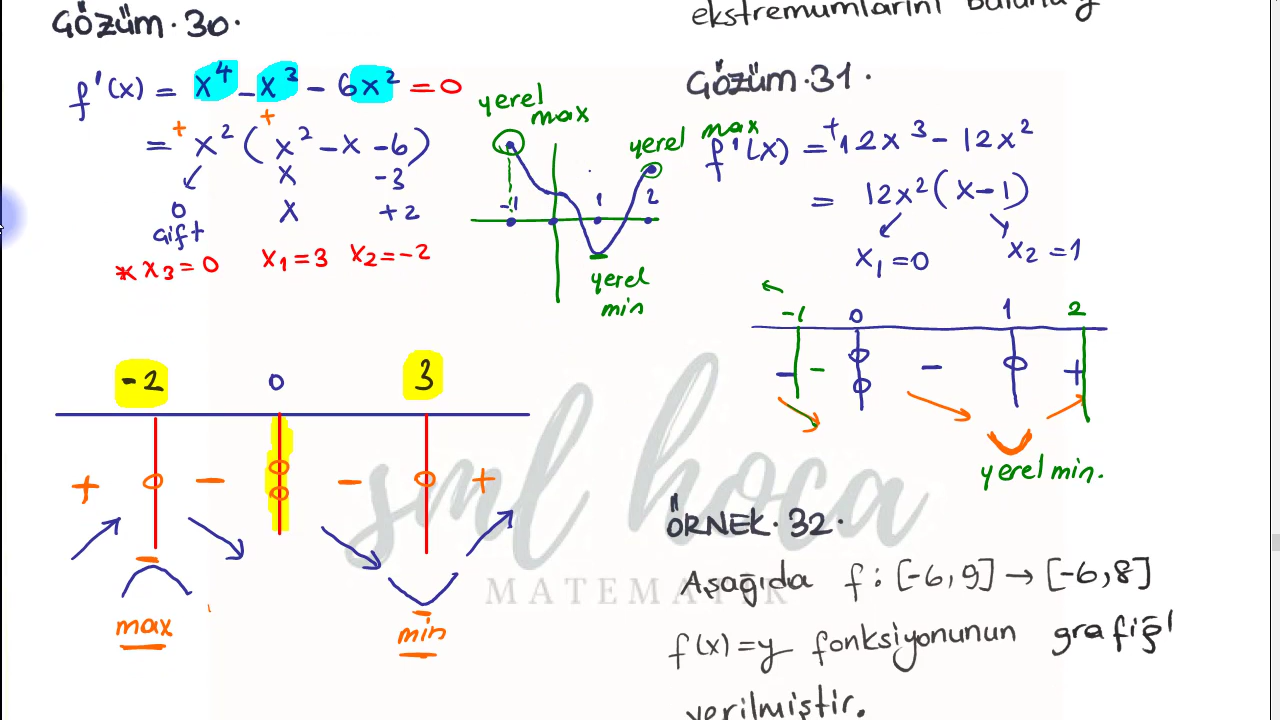 Çözüm.30.
f'(x) = x⁴ - x³ - 6x² = 0
= + x² ( + x² - x - 6 )
x -3
0 x +2
çift
* x₃ = 0 x₁ = 3 x₂ = -2
yerel max
yerel max
-1 1 2
yerel min
-2 0 3
+ - - +
max min
ekstremumlarını bulunuz
Çözüm.31.
f'(x) = +12x³ - 12x²
= 12x² (x-1)
x₁ = 0 x₂ = 1
-1 0 1 2
- - - +
yerel min.
sml hoca
MATEMATİK
ÖRNEK.32.
Aşağıda f : [-6,9] → [-6,8]
f(x) = y fonksiyonunun grafiği
verilmiştir.